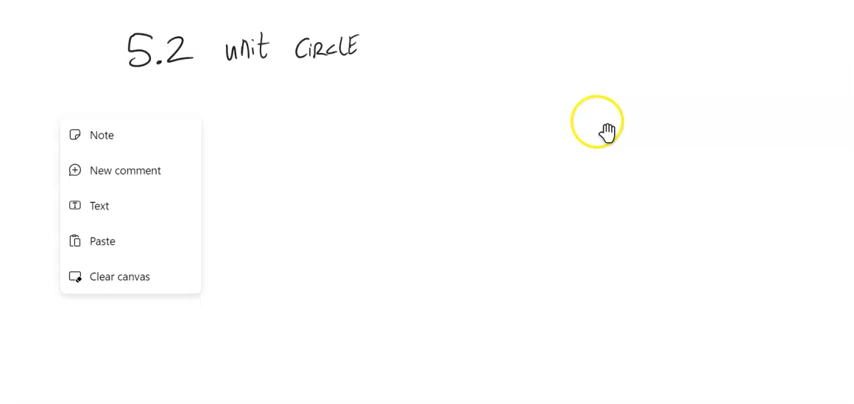 5.2 unit CiRCLE
Note
New comment
Text
Paste
Clear canvas